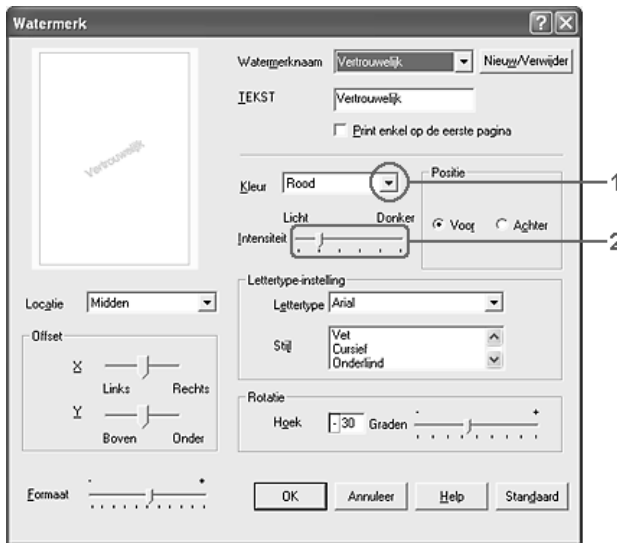 Watermerk
Watermerknaam Vertrouwelijk Nieuw/Verwijder
TEKST Vertrouwelijk
Print enkel op de eerste pagina
Vertrouwelijk
Kleur Rood
Positie
1
Licht Donker
Voor Achter
Intensiteit
2
Lettertype-instelling
Locatie Midden
Lettertype Arial
Stijl Vet
Cursief
Onderlijnd
Offset
X
Links Rechts
Y
Boven Onder
Rotatie
Hoek -30 Graden - +
Formaat - +
OK Annuleer Help Standaard